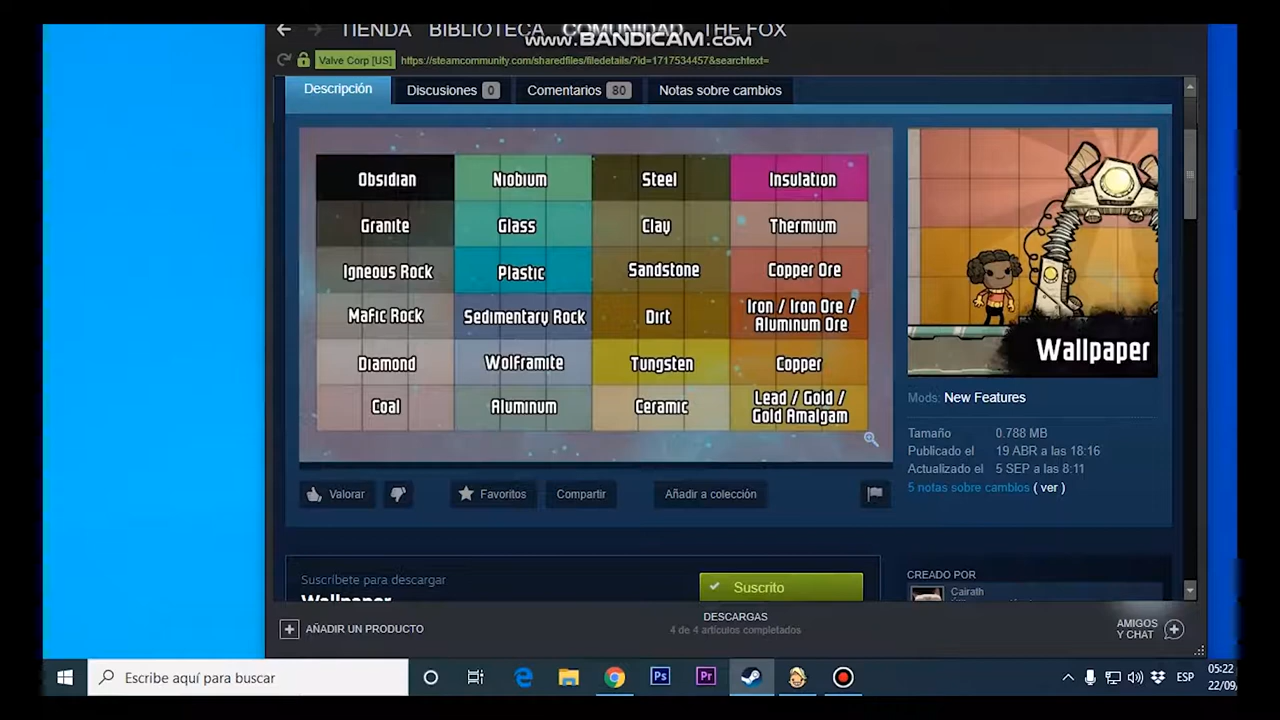 TIENDA BIBLIOTECA COMUNIDAD THE FOX
www.BANDICAM.com
Valve Corp [US] https://steamcommunity.com/sharedfiles/filedetails/?id=1717534457&searchtext=
Descripción Discusiones 0 Comentarios 80 Notas sobre cambios
Obsidian Niobium Steel Insulation
Granite Glass Clay Thermium
Igneous Rock Plastic Sandstone Copper Ore
Mafic Rock Sedimentary Rock Dirt Iron / Iron Ore /
Aluminum Ore
Diamond Wolframite Tungsten Copper
Coal Aluminum Ceramic Lead / Gold /
Gold Amalgam
Wallpaper
Mods: New Features
Tamaño 0.788 MB
Publicado el 19 ABR a las 18:16
Actualizado el 5 SEP a las 8:11
5 notas sobre cambios ( ver )
Valorar Favoritos Compartir Añadir a colección
Suscríbete para descargar
Wallpaper
Suscrito
CREADO POR
Cairath
AÑADIR UN PRODUCTO
DESCARGAS
4 de 4 artículos completados
AMIGOS
Y CHAT
Escribe aquí para buscar
Ps Pr
ESP
05:22
22/09/